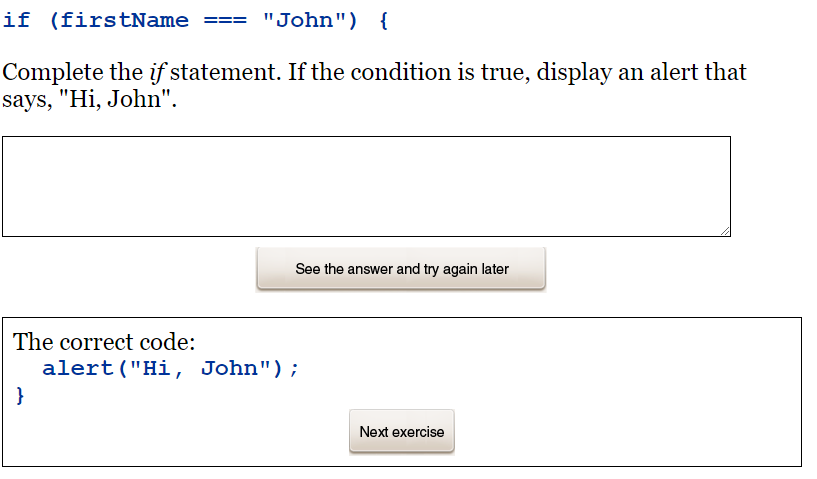 if (firstName === "John") {
Complete the if statement. If the condition is true, display an alert that
says, "Hi, John".
See the answer and try again later
The correct code:
alert("Hi, John");
}
Next exercise